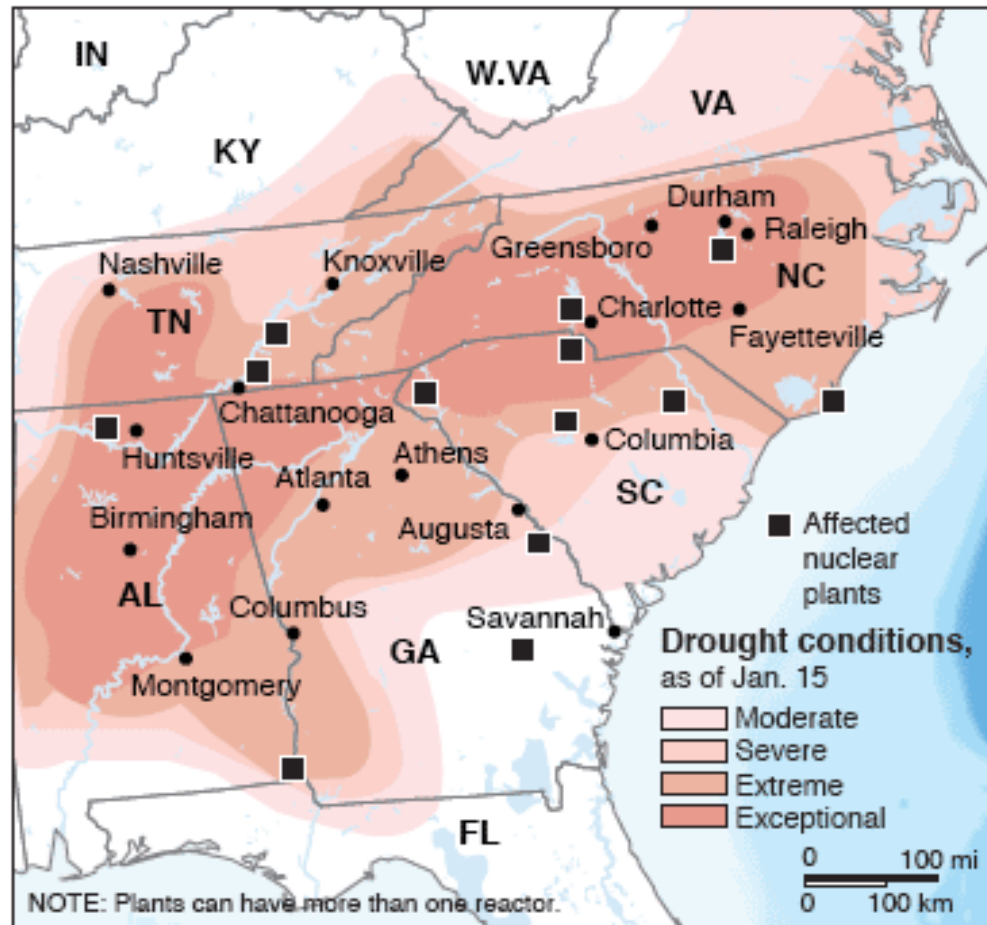 IN
W.VA
VA
KY
Durham
Greensboro
Raleigh
Nashville
Knoxville
NC
TN
Charlotte
Fayetteville
Chattanooga
Huntsville
Athens
Columbia
Atlanta
SC
Birmingham
Augusta
Affected
nuclear
plants
AL
Columbus
Savannah
GA
Montgomery
Drought conditions,
as of Jan. 15
Moderate
Severe
Extreme
Exceptional
FL
0 100 mi
0 100 km
NOTE: Plants can have more than one reactor.